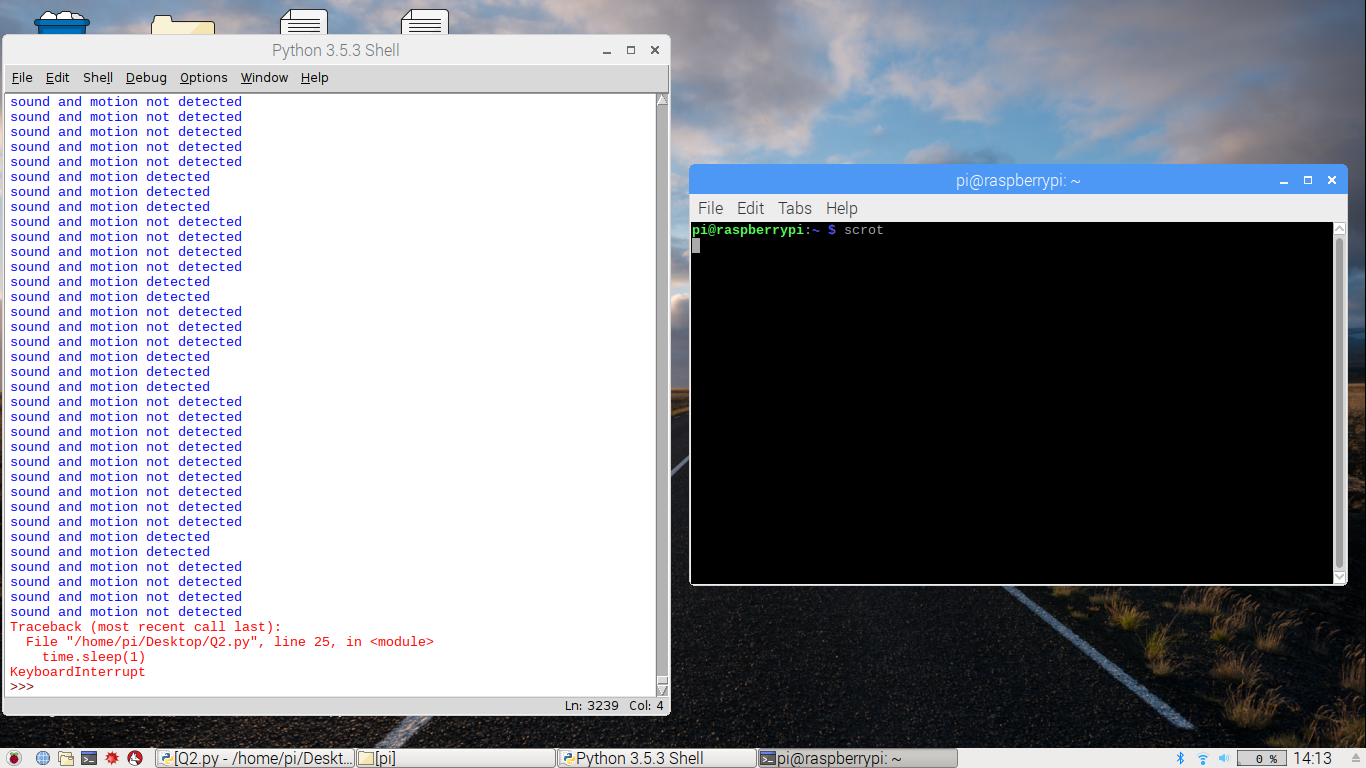 Python 3.5.3 Shell
File Edit Shell Debug Options Window Help
sound and motion not detected
sound and motion not detected
sound and motion not detected
sound and motion not detected
sound and motion not detected
sound and motion detected
sound and motion detected
sound and motion detected
sound and motion not detected
sound and motion not detected
sound and motion not detected
sound and motion not detected
sound and motion detected
sound and motion detected
sound and motion not detected
sound and motion not detected
sound and motion not detected
sound and motion detected
sound and motion detected
sound and motion detected
sound and motion not detected
sound and motion not detected
sound and motion not detected
sound and motion not detected
sound and motion not detected
sound and motion not detected
sound and motion not detected
sound and motion not detected
sound and motion not detected
sound and motion detected
sound and motion detected
sound and motion not detected
sound and motion not detected
sound and motion not detected
sound and motion not detected
Traceback (most recent call last):
  File "/home/pi/Desktop/Q2.py", line 25, in <module>
    time.sleep(1)
KeyboardInterrupt
>>>
Ln: 3239 Col: 4
pi@raspberrypi: ~
File Edit Tabs Help
pi@raspberrypi:~ $ scrot
[Q2.py - /home/pi/Deskt... [pi] Python 3.5.3 Shell pi@raspberrypi: ~ 0 % 14:13